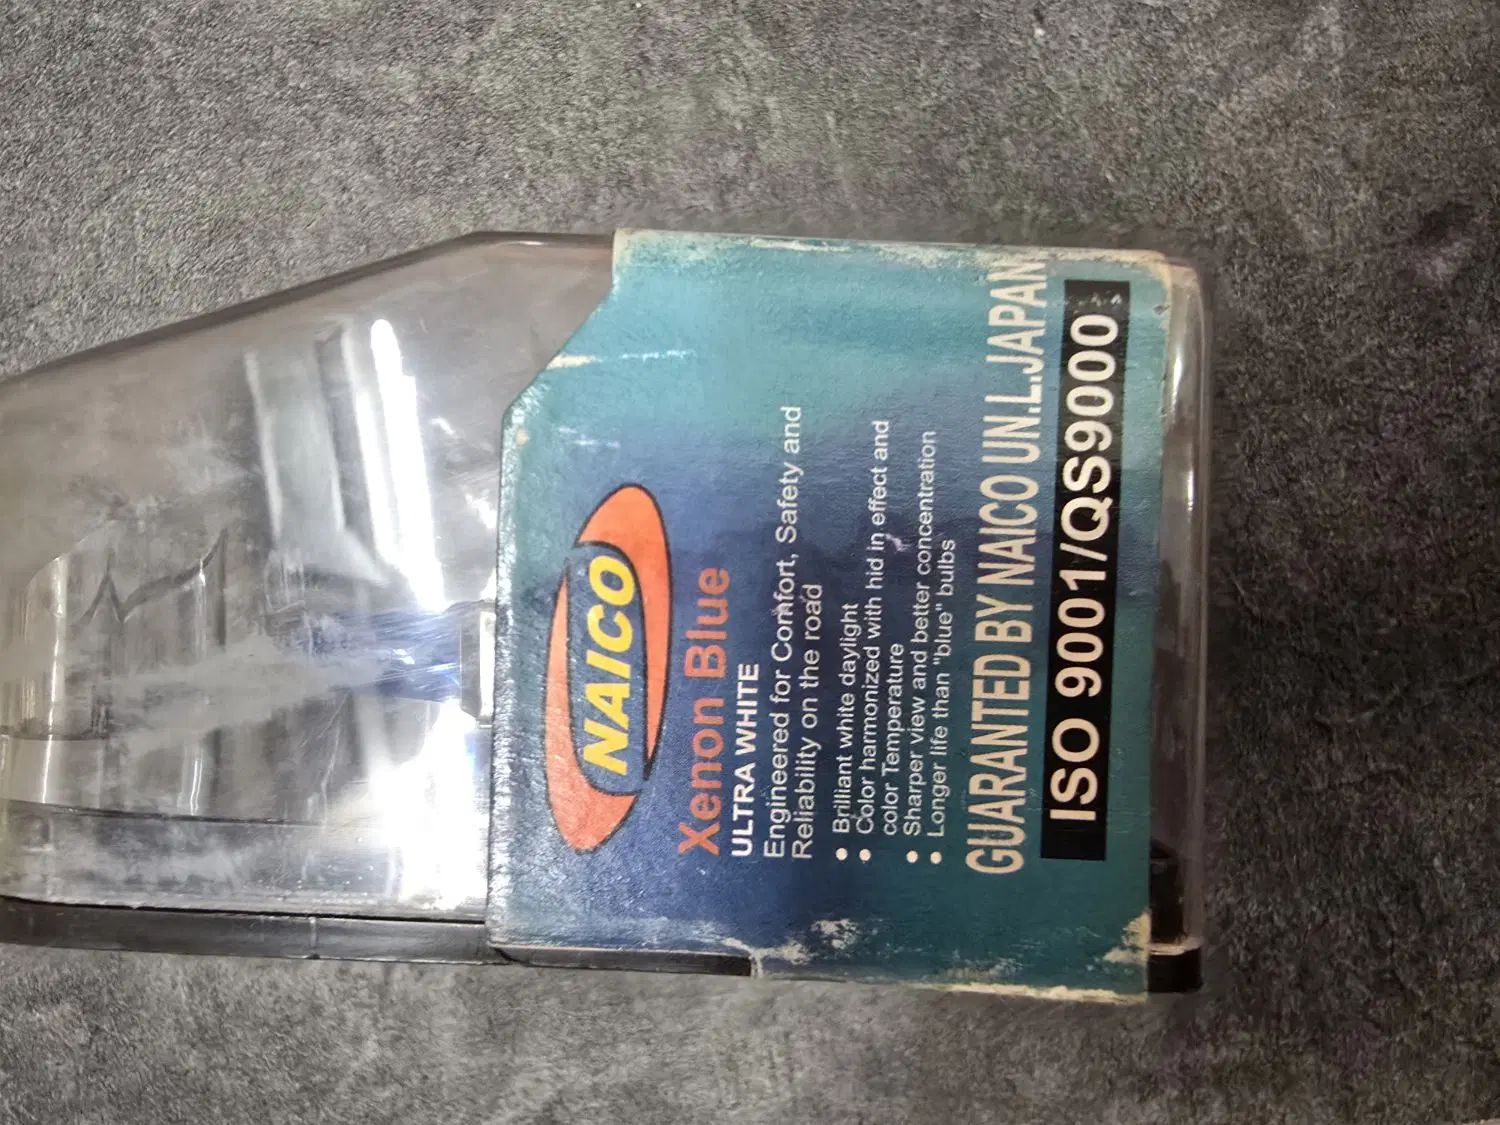 NAICO
Xenon Blue
ULTRA WHITE
Engineered for Comfort, Safety and
Reliability on the road
• Brilliant white daylight
• Color harmonized with hid in effect and
color Temperature
• Sharper view and better concentration
• Longer life than "blue" bulbs
GUARANTED BY NAICO UN.L.JAPAN
ISO 9001/QS9000